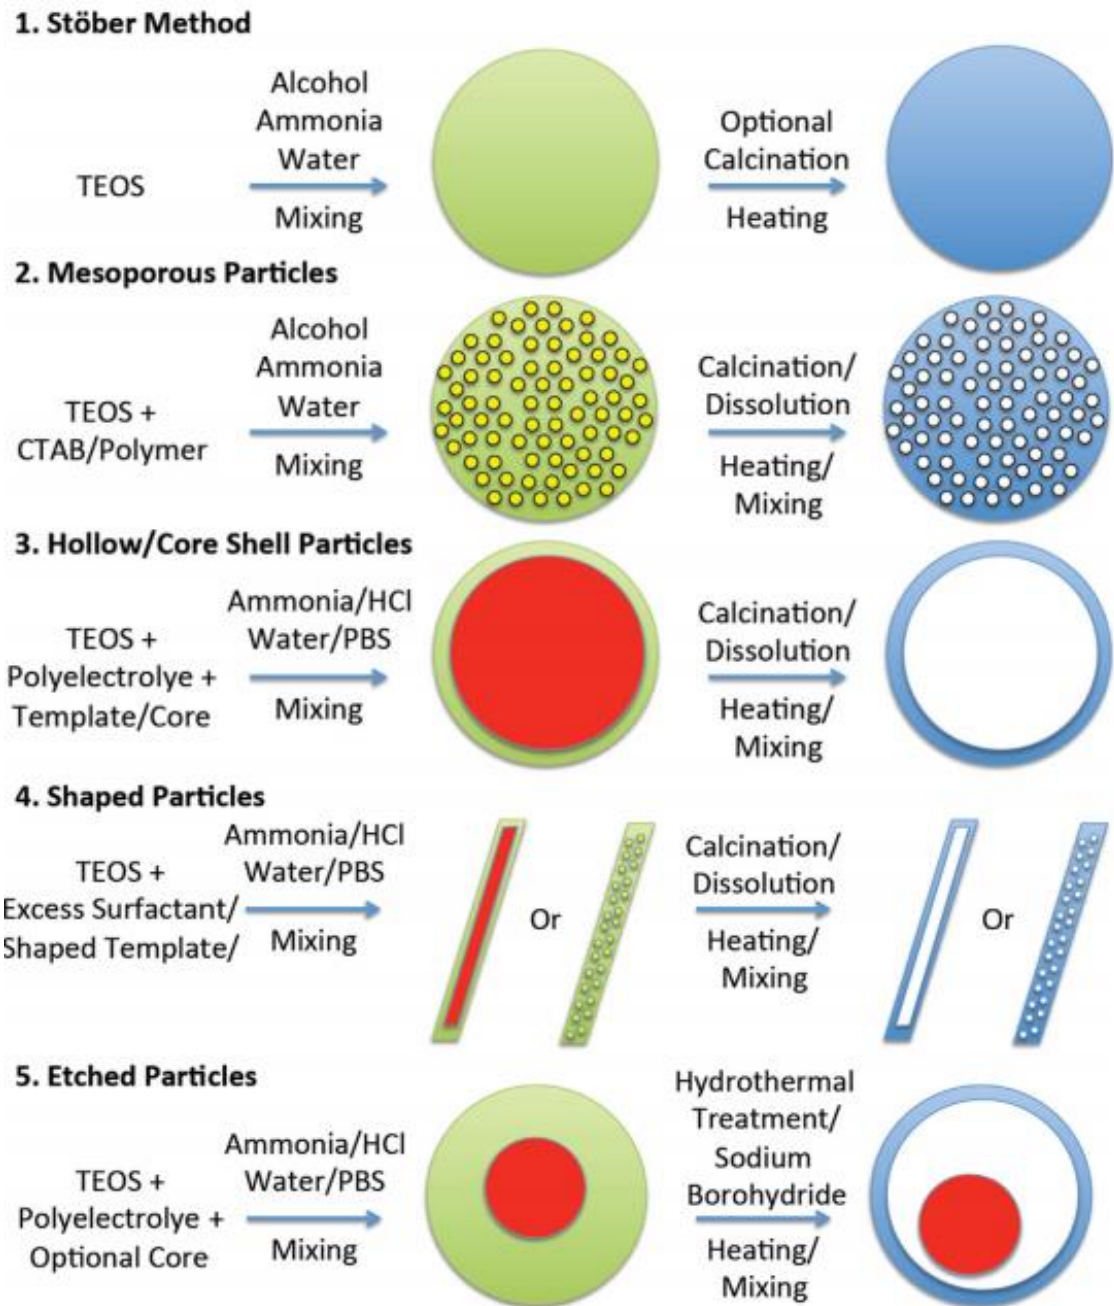 1. Stöber Method
Alcohol
Ammonia
Water
TEOS
Mixing
Optional
Calcination
Heating
2. Mesoporous Particles
Alcohol
Ammonia
Water
TEOS +
CTAB/Polymer
Mixing
Calcination/
Dissolution
Heating/
Mixing
3. Hollow/Core Shell Particles
Ammonia/HCl
Water/PBS
TEOS +
Polyelectrolye +
Template/Core
Mixing
Calcination/
Dissolution
Heating/
Mixing
4. Shaped Particles
Ammonia/HCl
Water/PBS
TEOS +
Excess Surfactant/
Shaped Template/
Mixing
Or
Calcination/
Dissolution
Heating/
Mixing
Or
5. Etched Particles
Ammonia/HCl
Water/PBS
TEOS +
Polyelectrolye +
Optional Core
Mixing
Hydrothermal
Treatment/
Sodium
Borohydride
Heating/
Mixing